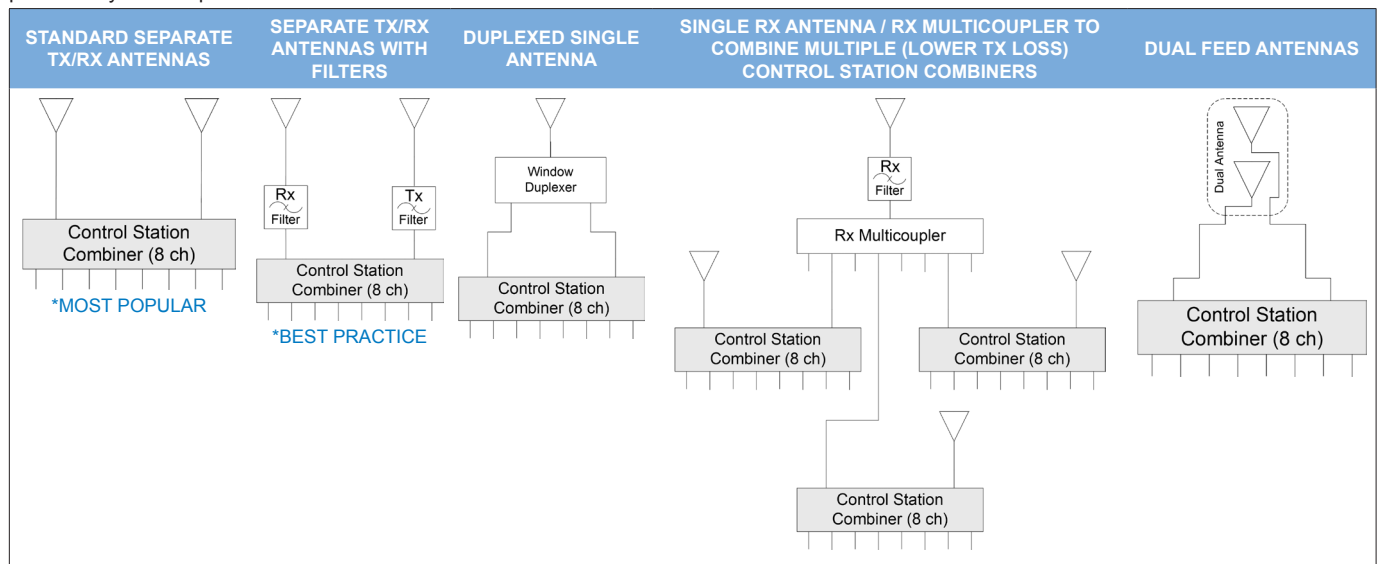 STANDARD SEPARATE
TX/RX ANTENNAS
SEPARATE TX/RX
ANTENNAS WITH
FILTERS
DUPLEXED SINGLE
ANTENNA
SINGLE RX ANTENNA / RX MULTICOUPLER TO
COMBINE MULTIPLE (LOWER TX LOSS)
CONTROL STATION COMBINERS
DUAL FEED ANTENNAS
Control Station
Combiner (8 ch)
*MOST POPULAR
Rx
Filter
Tx
Filter
Control Station
Combiner (8 ch)
*BEST PRACTICE
Window
Duplexer
Control Station
Combiner (8 ch)
Rx
Filter
Rx Multicoupler
Control Station
Combiner (8 ch)
Control Station
Combiner (8 ch)
Control Station
Combiner (8 ch)
Dual Antenna
Control Station
Combiner (8 ch)